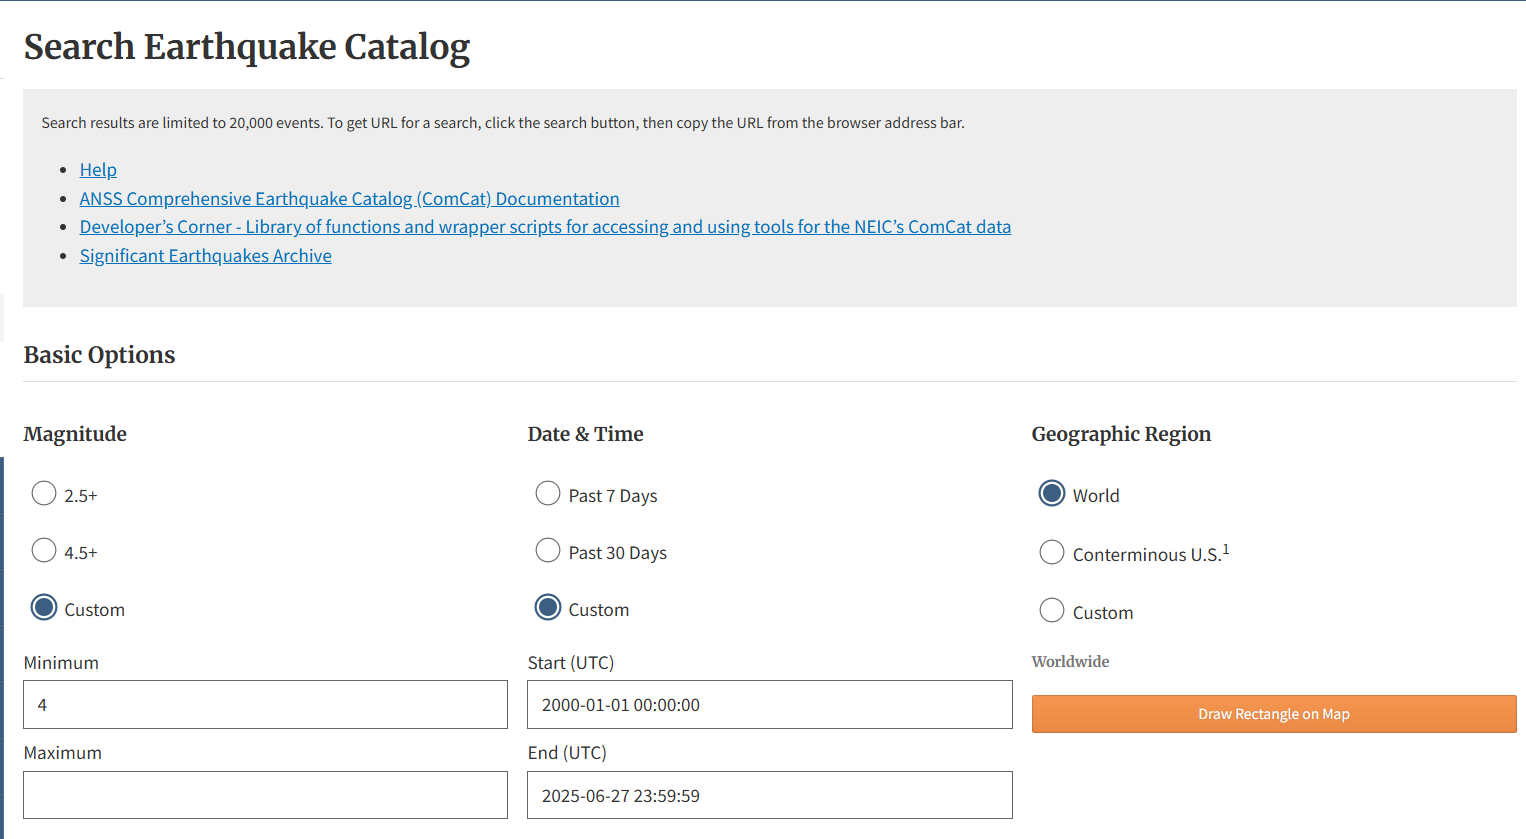 Search Earthquake Catalog
Search results are limited to 20,000 events. To get URL for a search, click the search button, then copy the URL from the browser address bar.
Help
ANSS Comprehensive Earthquake Catalog (ComCat) Documentation
Developer’s Corner - Library of functions and wrapper scripts for accessing and using tools for the NEIC’s ComCat data
Significant Earthquakes Archive
Basic Options
Magnitude
2.5+
4.5+
Custom
Minimum
4
Maximum
Date & Time
Past 7 Days
Past 30 Days
Custom
Start (UTC)
2000-01-01 00:00:00
End (UTC)
2025-06-27 23:59:59
Geographic Region
World
Conterminous U.S.1
Custom
Worldwide
Draw Rectangle on Map